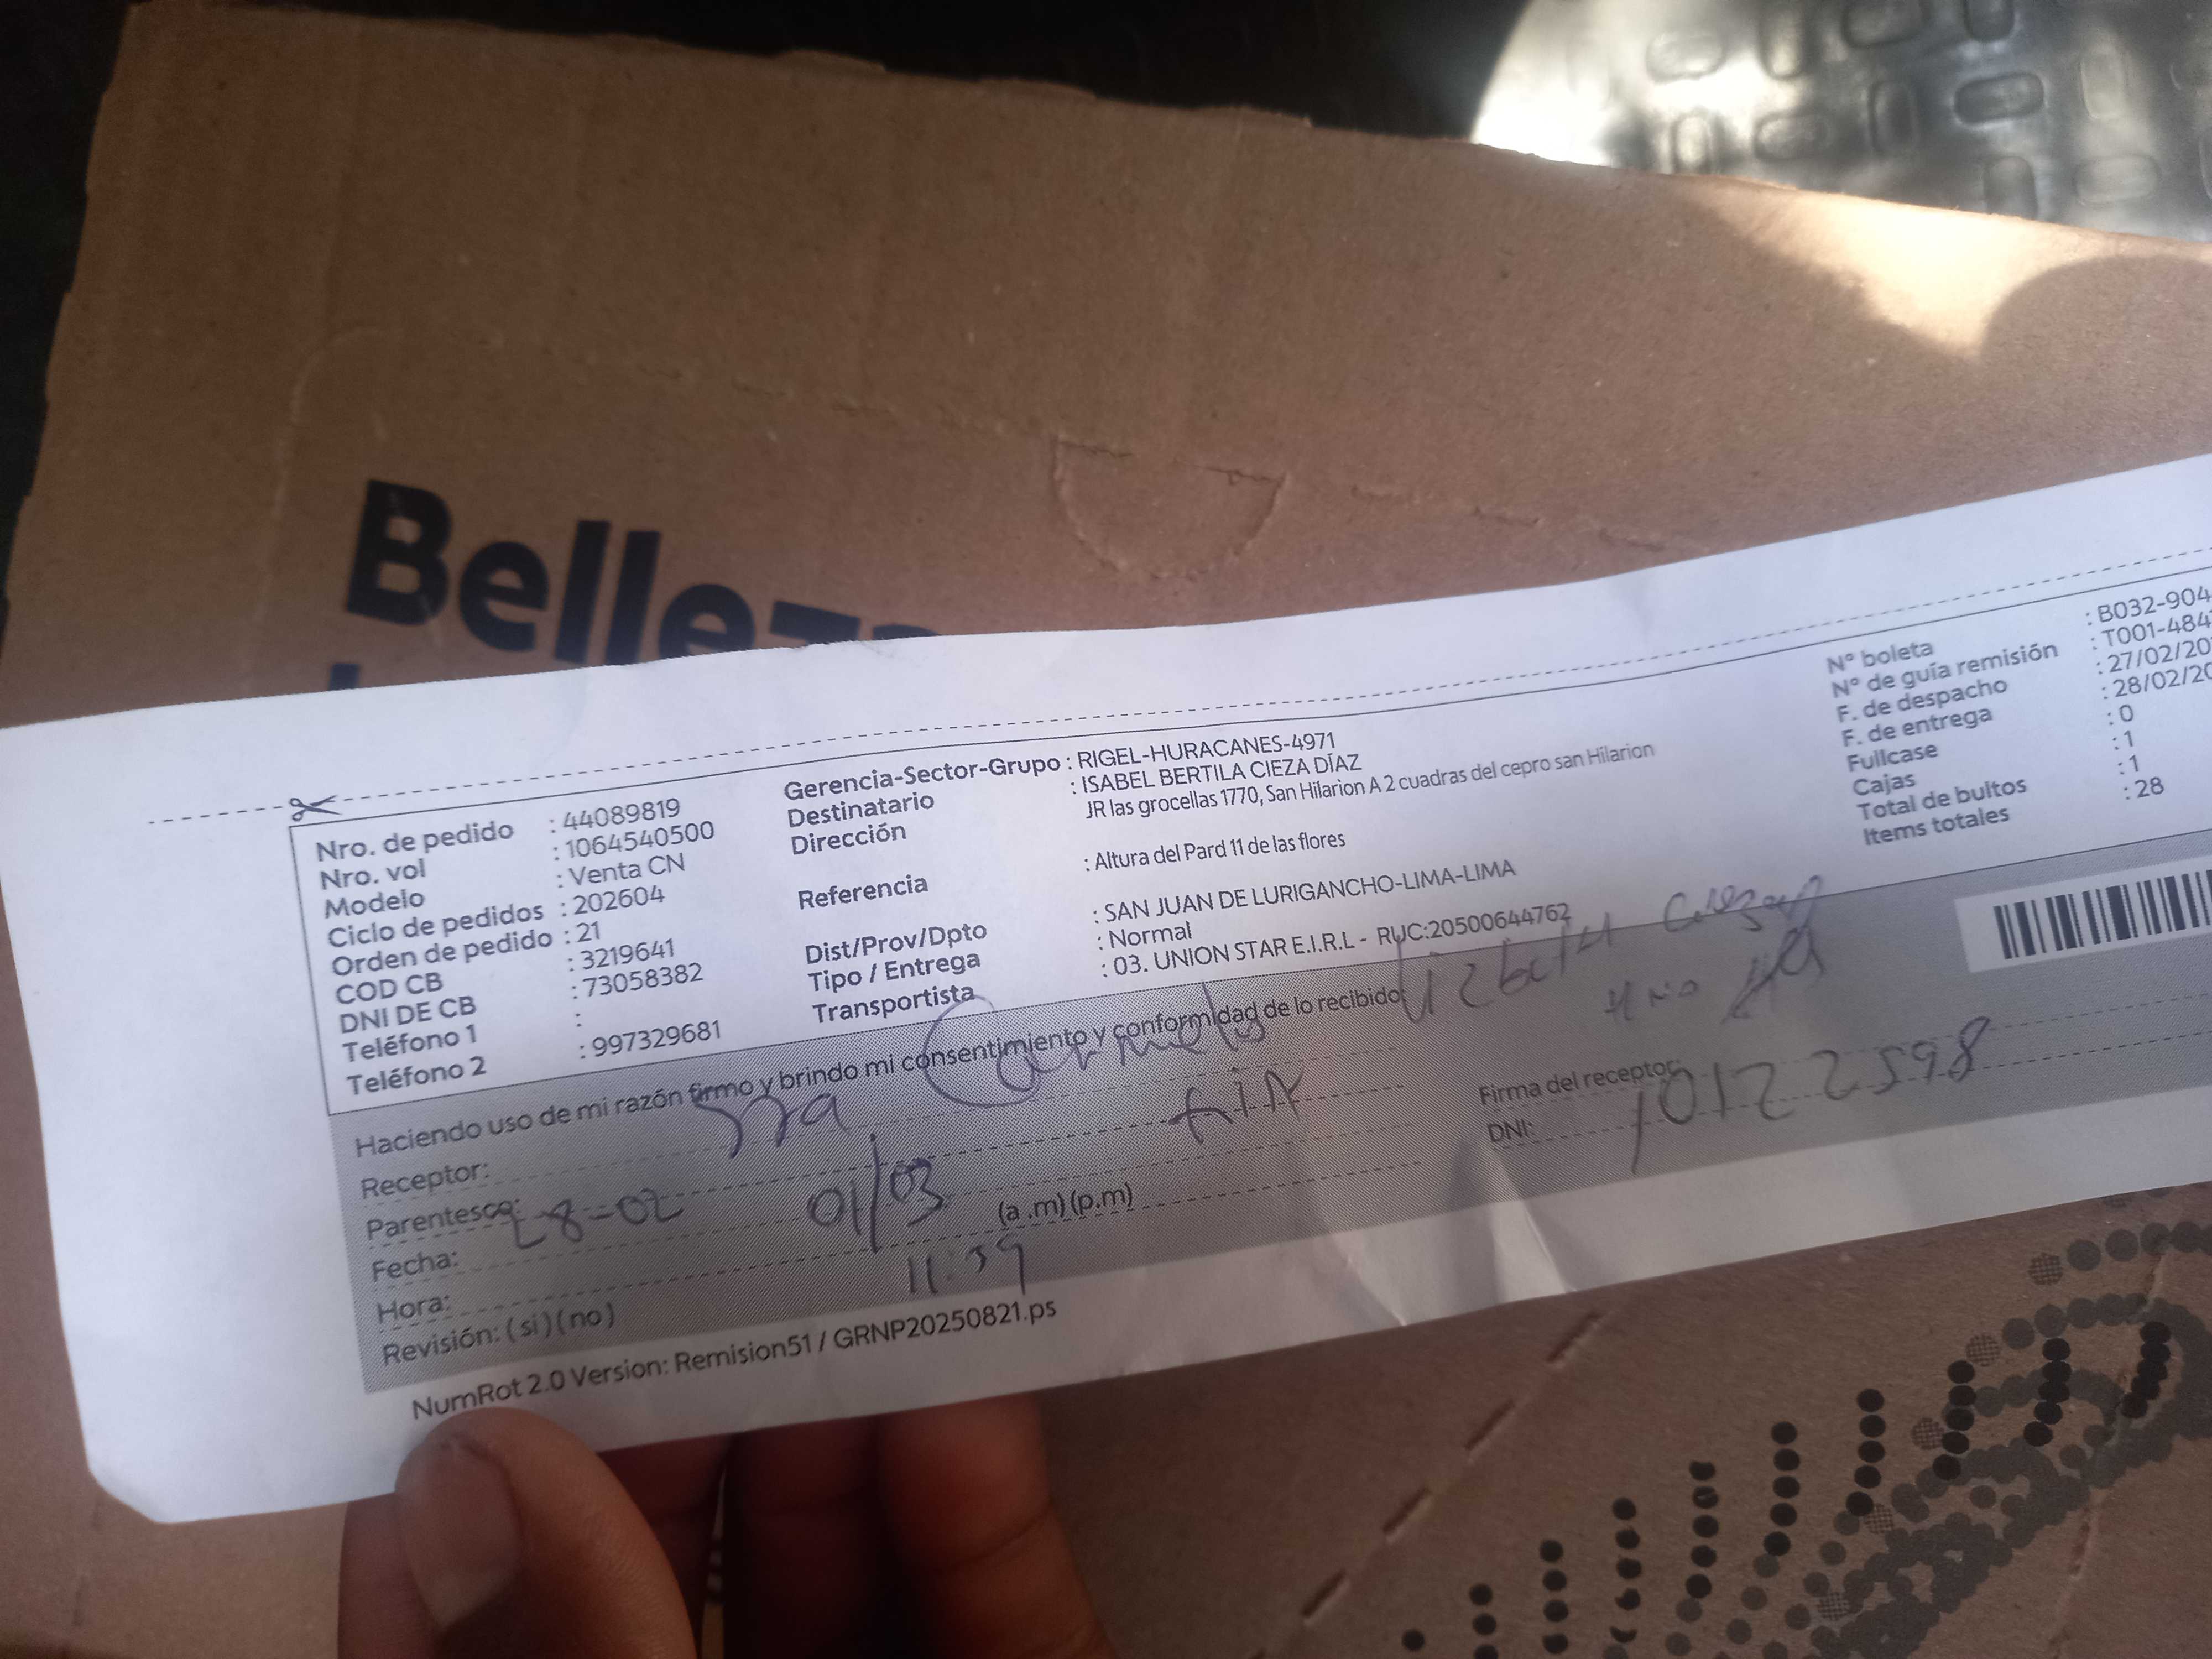 Belleza
Nro. de pedido : 44089819
Nro. vol : 1064540500
Modelo : Venta CN
Ciclo de pedidos : 202604
Orden de pedido : 21
COD CB : 3219641
DNI DE CB : 73058382
Teléfono 1 :
Teléfono 2 : 997329681
Gerencia-Sector-Grupo : RIGEL-HURACANES-4971
Destinatario : ISABEL BERTILA CIEZA DÍAZ
Dirección JR las grocellas 1770, San Hilarion A 2 cuadras del cepro san Hilarion
Referencia : Altura del Pard 11 de las flores
Dist/Prov/Dpto : SAN JUAN DE LURIGANCHO-LIMA-LIMA
Tipo / Entrega : Normal
Transportista : 03. UNION STAR E.I.R.L - RUC:20500644762
N° boleta : B032-904
N° de guía remisión : T001-484
F. de despacho : 27/02/20
F. de entrega : 28/02/20
Fullcase : 0
Cajas : 1
Total de bultos : 1
Items totales : 28
Haciendo uso de mi razón firmo y brindo mi consentimiento y conformidad de lo recibido:
Receptor: Sra
Parentesco:
Fecha: 28-02 01/03
Hora: 11:59 (a .m) (p.m)
Revisión: (si) (no)
Firma del receptor:
DNI: 10122598
NumRot 2.0 Version: Remision51 / GRNP20250821.ps